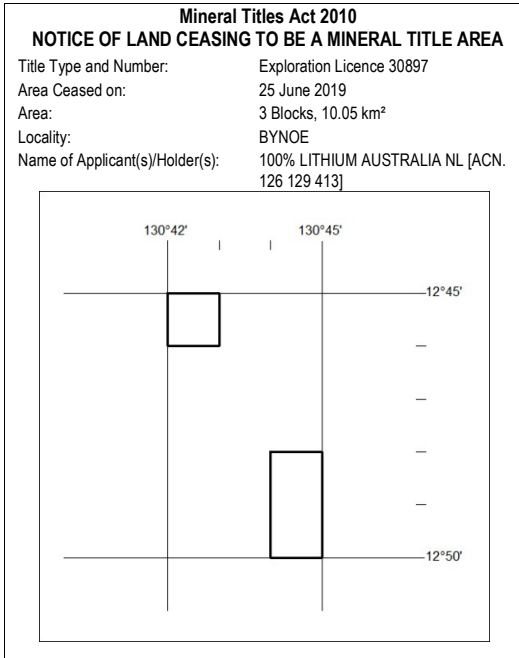 Mineral Titles Act 2010
NOTICE OF LAND CEASING TO BE A MINERAL TITLE AREA
Title Type and Number: Exploration Licence 30897
Area Ceased on: 25 June 2019
Area: 3 Blocks, 10.05 km²
Locality: BYNOE
Name of Applicant(s)/Holder(s): 100% LITHIUM AUSTRALIA NL [ACN.
126 129 413]
130°42' 130°45'
12°45'
12°50'